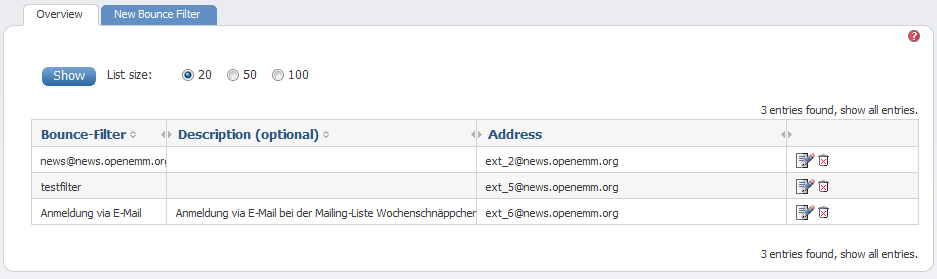 Overview New Bounce Filter
?
Show List size: 20 50 100
3 entries found, show all entries.
Bounce-Filter Description (optional) Address
news@news.openemm.org ext_2@news.openemm.org
testfilter ext_5@news.openemm.org
Anmeldung via E-Mail Anmeldung via E-Mail bei der Mailing-Liste Wochenschnäppchen ext_6@news.openemm.org
3 entries found, show all entries.